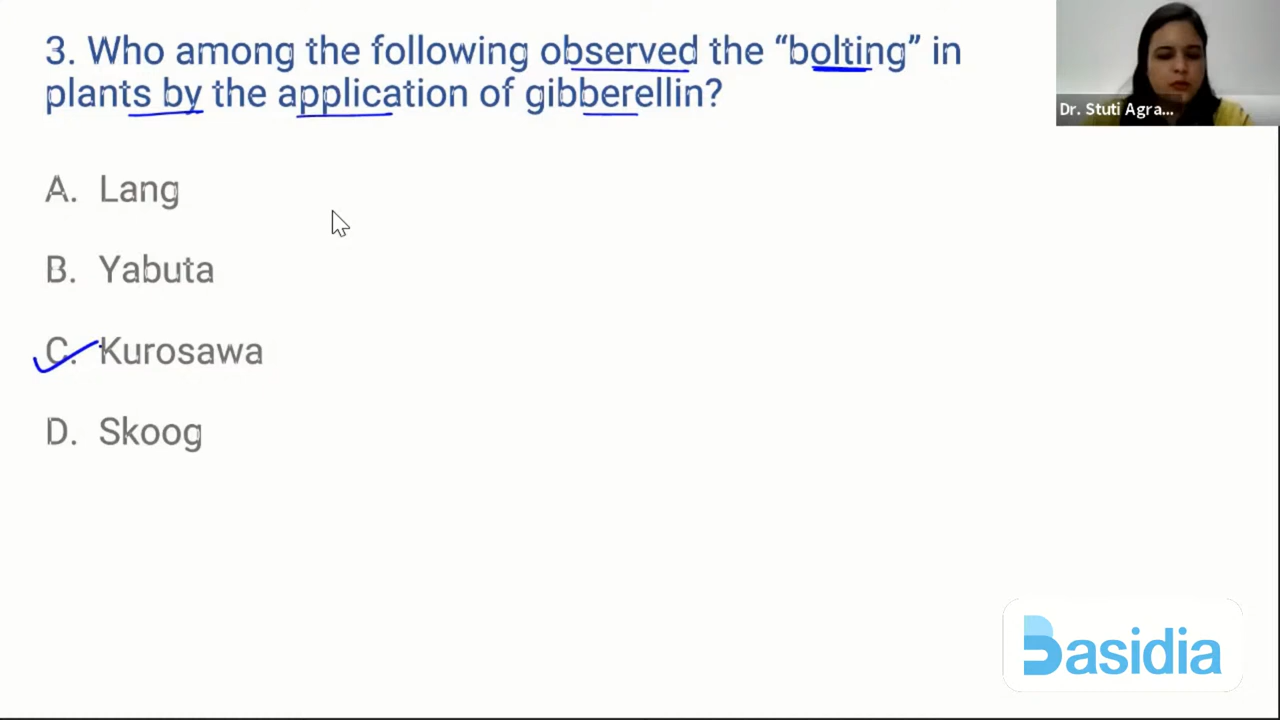 3. Who among the following observed the “bolting” in
plants by the application of gibberellin?
Dr. Stuti Agra...
A. Lang
B. Yabuta
C. Kurosawa
D. Skoog
Basidia